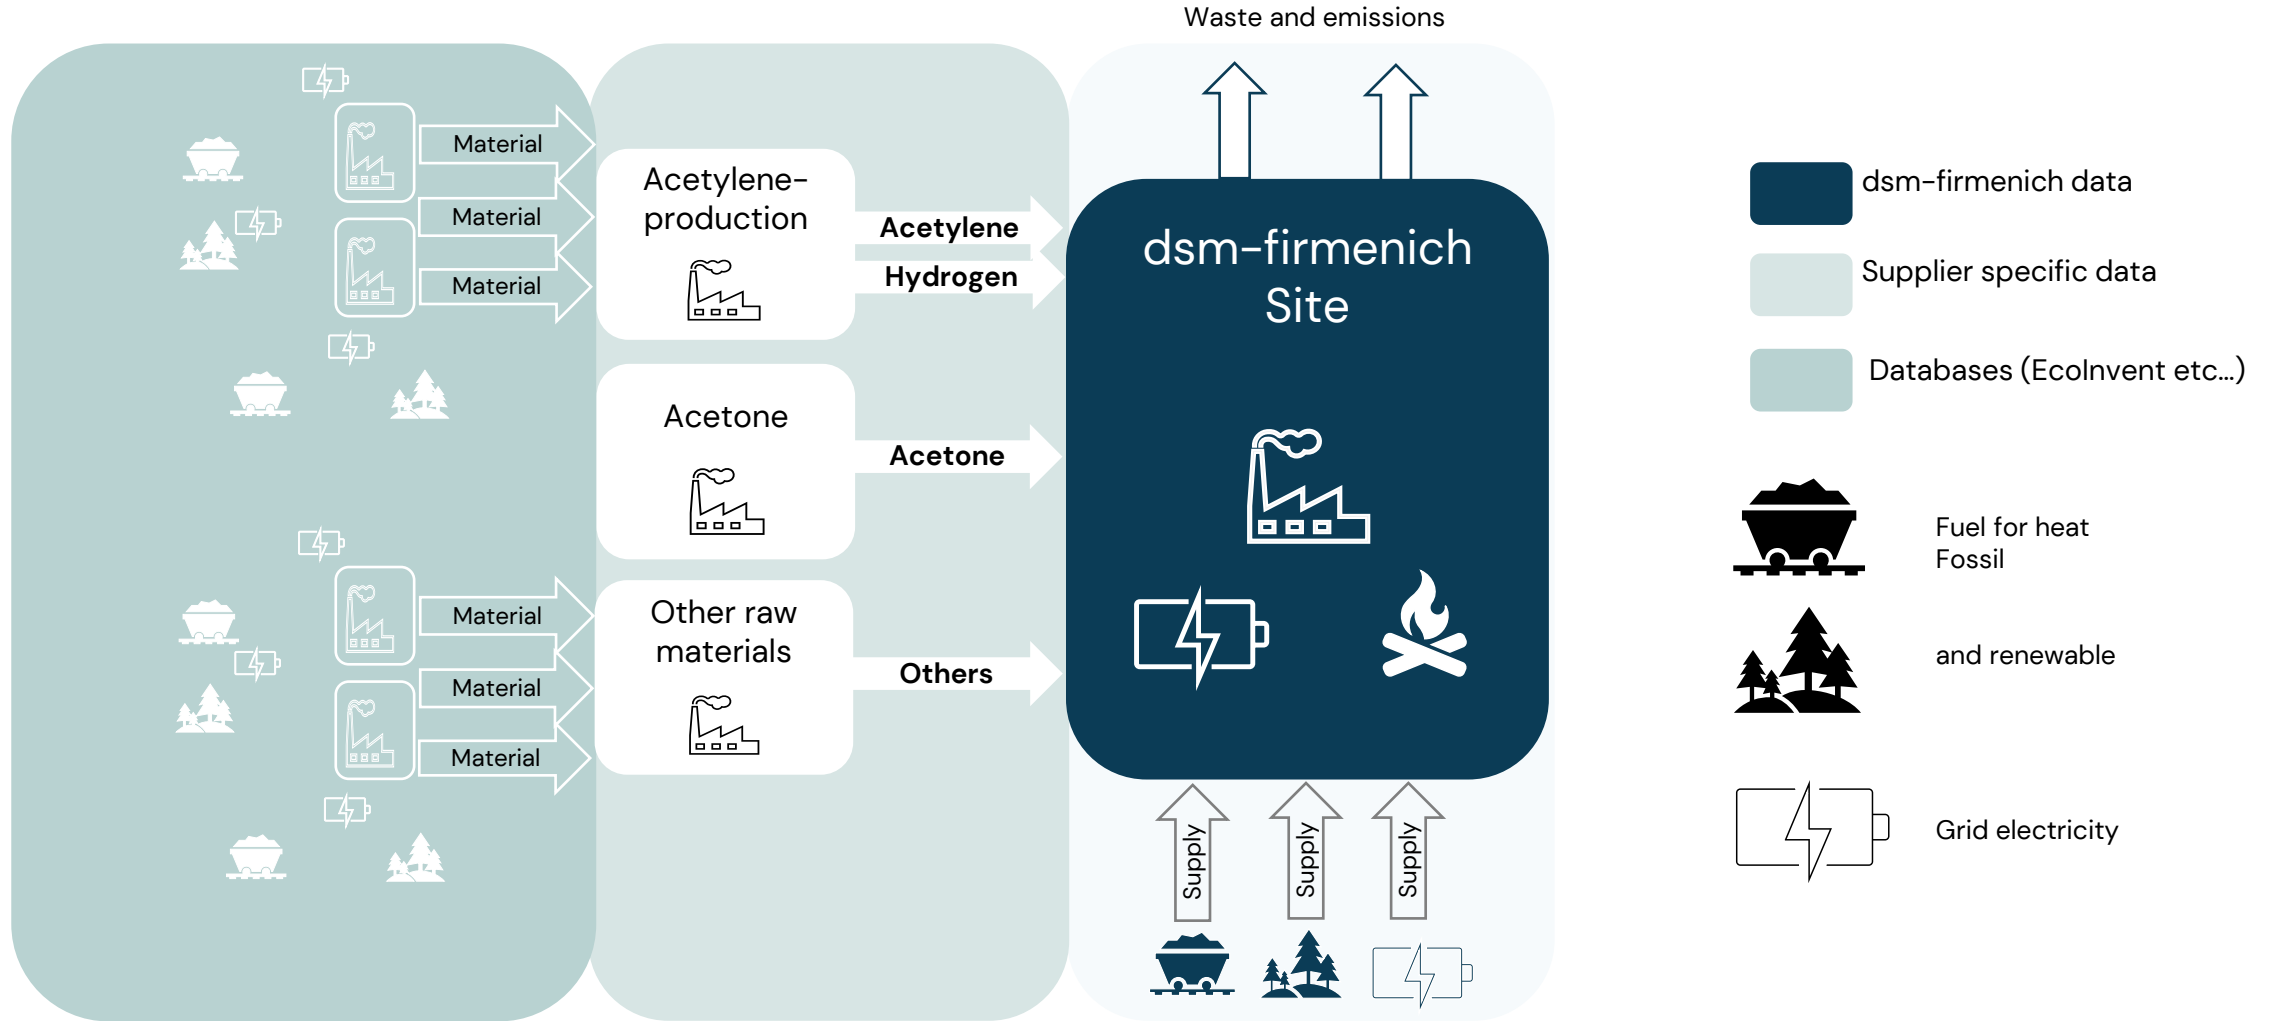 Waste and emissions
Material
Material
Material
Acetylene-
production
Acetylene
Hydrogen
Acetone
Acetone
Material
Material
Material
Other raw
materials
Others
dsm-firmenich
Site
Supply
Supply
Supply
dsm-firmenich data
Supplier specific data
Databases (EcoInvent etc...)
Fuel for heat
Fossil
and renewable
Grid electricity